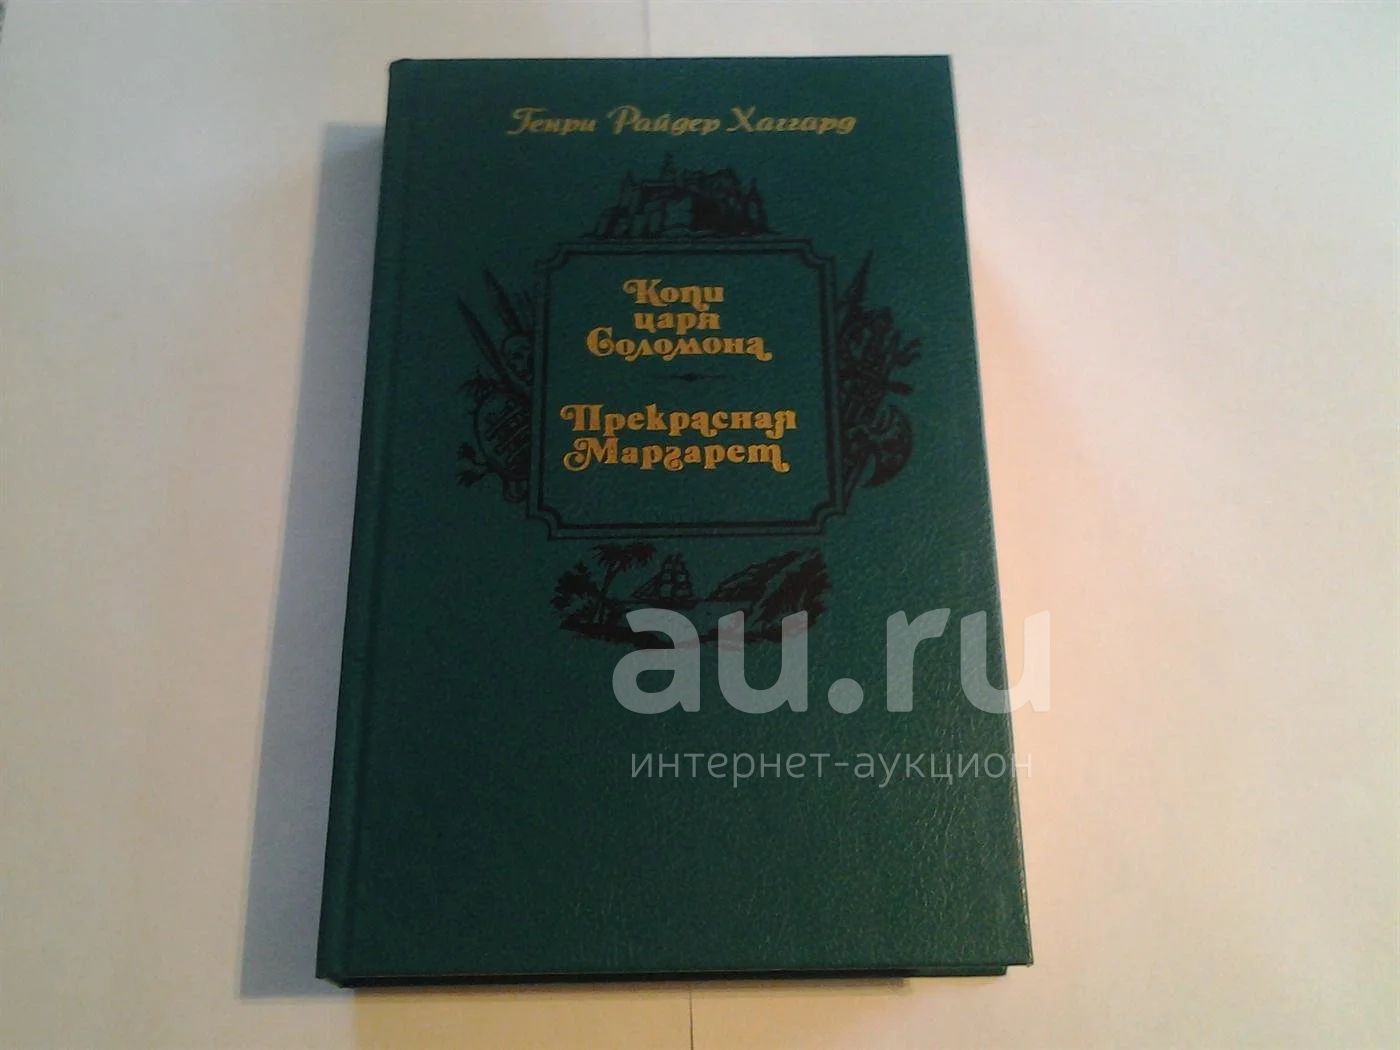 Генри Райдер Хаггард
Копи
царя
Соломона
Прекрасная
Маргарет
au.ru
интернет-аукцион